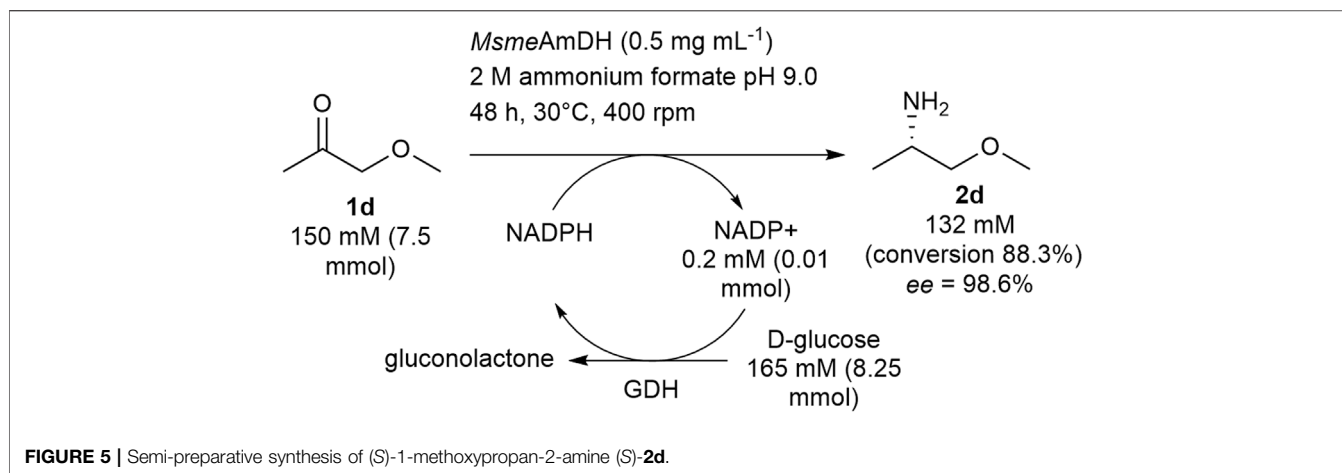 MsmeAmDH (0.5 mg mL-1)
2 M ammonium formate pH 9.0
48 h, 30°C, 400 rpm
O
O
1d
150 mM (7.5
mmol)
NADPH
NADP+
0.2 mM (0.01
mmol)
NH2
O
2d
132 mM
(conversion 88.3%)
ee = 98.6%
gluconolactone
GDH
D-glucose
165 mM (8.25
mmol)
FIGURE 5 | Semi-preparative synthesis of (S)-1-methoxypropan-2-amine (S)-2d.